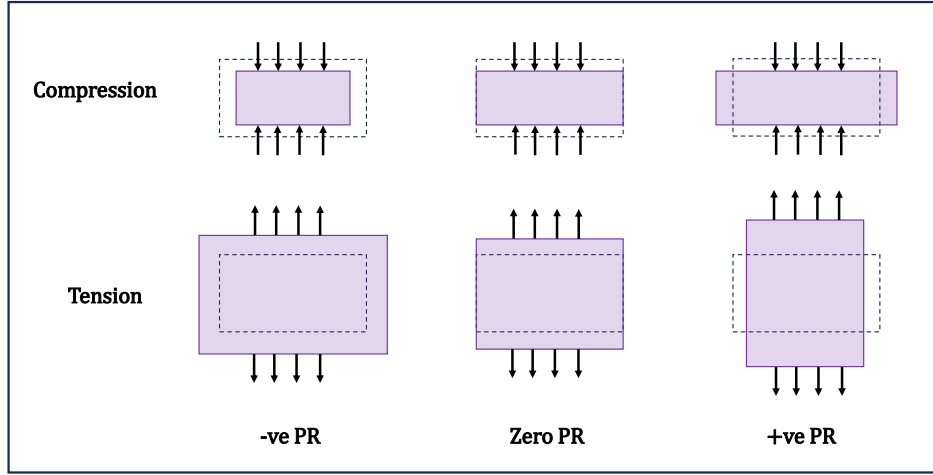 Compression
Tension
-ve PR
Zero PR
+ve PR